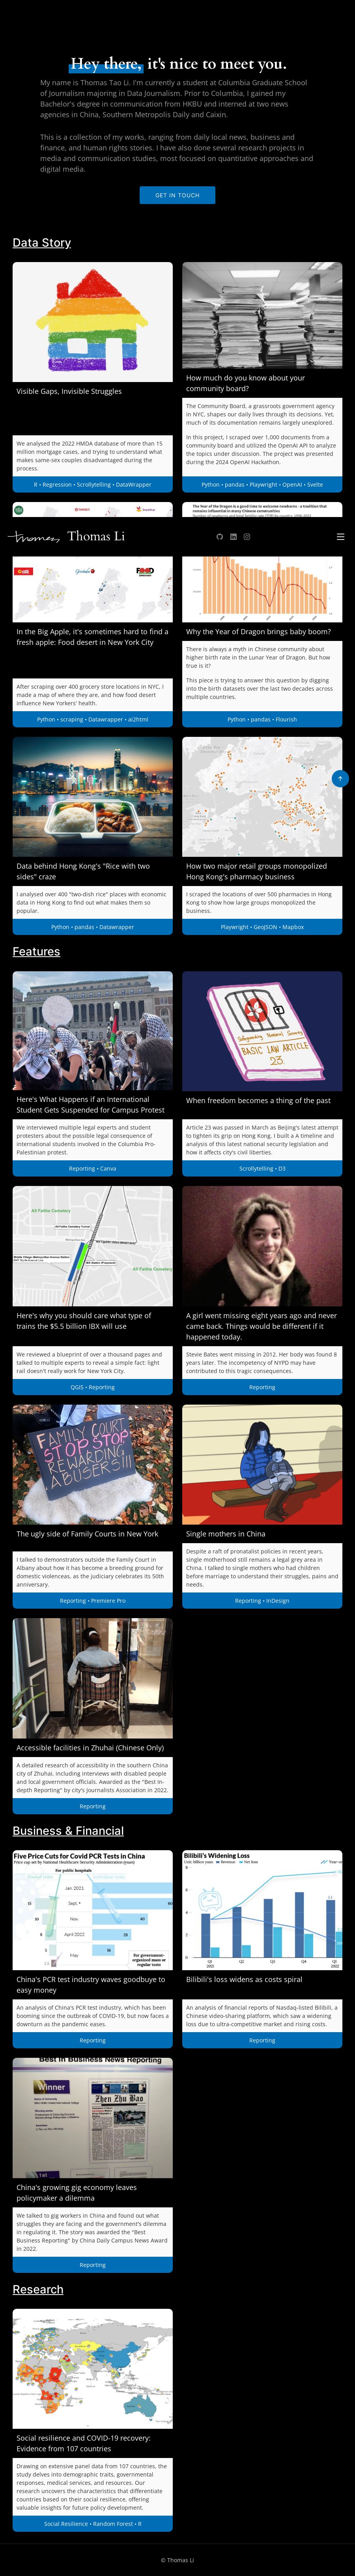 Hey there, it's nice to meet you.
My name is Thomas Tao Li. I'm currently a student at Columbia Graduate School
of Journalism majoring in Data Journalism. Prior to Columbia, I gained my
Bachelor's degree in communication from HKBU and interned at two news
agencies in China, Southern Metropolis Daily and Caixin.
This is a collection of my works, ranging from daily local news, business and
finance, and human rights stories. I have also done several research projects in
media and communication studies, most focused on quantitative approaches and
digital media.
GET IN TOUCH
Data Story
Visible Gaps, Invisible Struggles
We analysed the 2022 HMDA database of more than 15
million mortgage cases, and trying to understand what
makes same-sex couples disadvantaged during the
process.
R • Regression • Scrollytelling • DataWrapper
How much do you know about your
community board?
The Community Board, a grassroots government agency
in NYC, shapes our daily lives through its decisions. Yet,
much of its documentation remains largely unexplored.
In this project, I scraped over 1,000 documents from a
community board and utilized the OpenAI API to analyze
the topics under discussion. The project was presented
during the 2024 OpenAI Hackathon.
Python • pandas • Playwright • OpenAI • Svelte
Thomas Li
In the Big Apple, it's sometimes hard to find a
fresh apple: Food desert in New York City
After scraping over 400 grocery store locations in NYC, I
made a map of where they are, and how food desert
influence New Yorkers' health.
Python • scraping • Datawrapper • ai2html
Why the Year of Dragon brings baby boom?
There is always a myth in Chinese community about
higher birth rate in the Lunar Year of Dragon. But how
true is it?
This piece is trying to answer this question by digging
into the birth datasets over the last two decades across
multiple countries.
Python • pandas • Flourish
Data behind Hong Kong's "Rice with two
sides" craze
I analysed over 400 "two-dish rice" places with economic
data in Hong Kong to find out what makes them so
popular.
Python • pandas • Datawrapper
How two major retail groups monopolized
Hong Kong's pharmacy business
I scraped the locations of over 500 pharmacies in Hong
Kong to show how large groups monopolized the
business.
Playwright • GeoJSON • Mapbox
Features
Here's What Happens if an International
Student Gets Suspended for Campus Protest
We interviewed multiple legal experts and student
protesters about the possible legal consequence of
international students involved in the Columbia Pro-
Palestinian protest.
Reporting • Canva
BASIC LAW ARTICLE
23
When freedom becomes a thing of the past
Article 23 was passed in March as Beijing's latest attempt
to tighten its grip on Hong Kong. I built a A timeline and
analysis of this latest national security legislation and
how it affects city's civil liberties.
Scrollytelling • D3
Here's why you should care what type of
trains the $5.5 billion IBX will use
We reviewed a blueprint of over a thousand pages and
talked to multiple experts to reveal a simple fact: light
rail doesn't really work for New York City.
QGIS • Reporting
A girl went missing eight years ago and never
came back. Things would be different if it
happened today.
Stevie Bates went missing in 2012. Her body was found 8
years later. The incompetency of NYPD may have
contributed to this tragic consequences.
Reporting
FAMILY COURT
STOP STOP
REWARDING
ABUSERS!!!
The ugly side of Family Courts in New York
I talked to demonstrators outside the Family Court in
Albany about how it has become a breeding ground for
domestic violdencas, as the judiciary celebrates its 50th
anniversary.
Reporting • Premiere Pro
Single mothers in China
Despite a raft of pronatalist policies in recent years,
single motherhood still remains a legal grey area in
China. I talked to single mothers who had children
before marriage to understand their struggles, pains and
needs.
Reporting • InDesign
Accessible facilities in Zhuhai (Chinese Only)
A detailed research of accessibility in the southern China
city of Zhuhai, including interviews with disabled people
and local government officials. Awarded as the "Best In-
depth Reporting" by city's Journalists Association in 2022.
Reporting
Business & Financial
Five Price Cuts for Covid PCR Tests in China
China's PCR test industry waves goodbuye to
easy money
An analysis of China's PCR test industry, which has been
booming since the outbreak of COVID-19, but now faces a
downturn as the pandemic eases.
Reporting
Bilibili's Widening Loss
Bilibili's loss widens as costs spiral
An analysis of financial reports of Nasdaq-listed Bilibili, a
Chinese video-sharing platform, which saw a widening
loss due to ultra-competitive market and rising costs.
Reporting
Best in Business News Reporting
Winner
Zhen Zhu Bao
China's growing gig economy leaves
policymaker a dilemma
We talked to gig workers in China and found out what
struggles they are facing and the government's dilemma
in regulating it. The story was awarded the "Best
Business Reporting" by China Daily Campus News Award
in 2022.
Reporting
Research
Social resilience and COVID-19 recovery:
Evidence from 107 countries
Drawing on extensive panel data from 107 countries, the
study delves into demographic traits, governmental
responses, medical services, and resources. Our
research uncovers the characteristics that differentiate
countries based on their social resilience. offering
valuable insights for future policy development.
Social Resilience • Random Forest • R
© Thomas Li